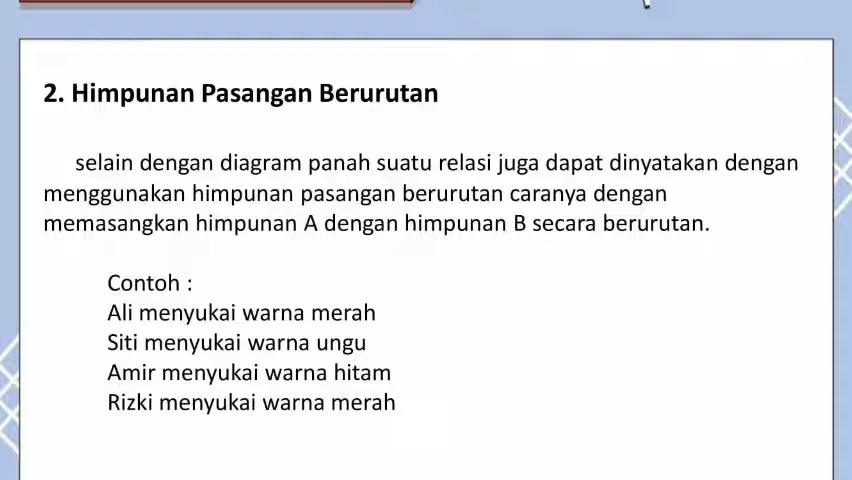 2. Himpunan Pasangan Berurutan
selain dengan diagram panah suatu relasi juga dapat dinyatakan dengan
menggunakan himpunan pasangan berurutan caranya dengan
memasangkan himpunan A dengan himpunan B secara berurutan.
Contoh :
Ali menyukai warna merah
Siti menyukai warna ungu
Amir menyukai warna hitam
Rizki menyukai warna merah